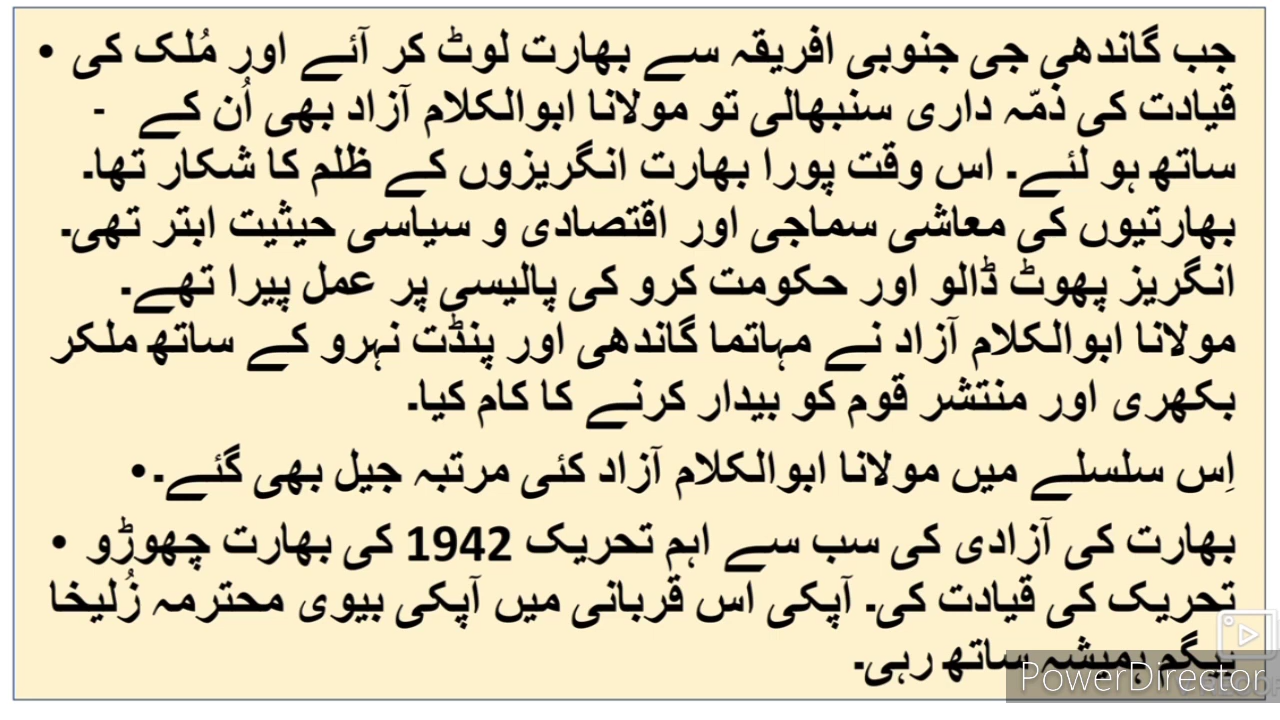 جب گاندھی جی جنوبی افریقہ سے بھارت لوٹ کر آئے اور مُلک کی •
قیادت کی ذمّہ داری سنبھالی تو مولانا ابوالکلام آزاد بھی اُن کے -
ساتھ ہو لئے۔ اس وقت پورا بھارت انگریزوں کے ظلم کا شکار تھا۔
بھارتیوں کی معاشی سماجی اور اقتصادی و سیاسی حیثیت ابتر تھی۔
انگریز پھوٹ ڈالو اور حکومت کرو کی پالیسی پر عمل پیرا تھے۔
مولانا ابوالکلام آزاد نے مہاتما گاندھی اور پنڈت نہرو کے ساتھ ملکر
بکھری اور منتشر قوم کو بیدار کرنے کا کام کیا۔
اِس سلسلے میں مولانا ابوالکلام آزاد کئی مرتبہ جیل بھی گئے۔•
بھارت کی آزادی کی سب سے اہم تحریک 1942 کی بھارت چھوڑو •
تحریک کی قیادت کی۔ آپکی اس قربانی میں آپکی بیوی محترمہ زُلیخا
بیگم ہمیشہ ساتھ رہی۔
PowerDirector